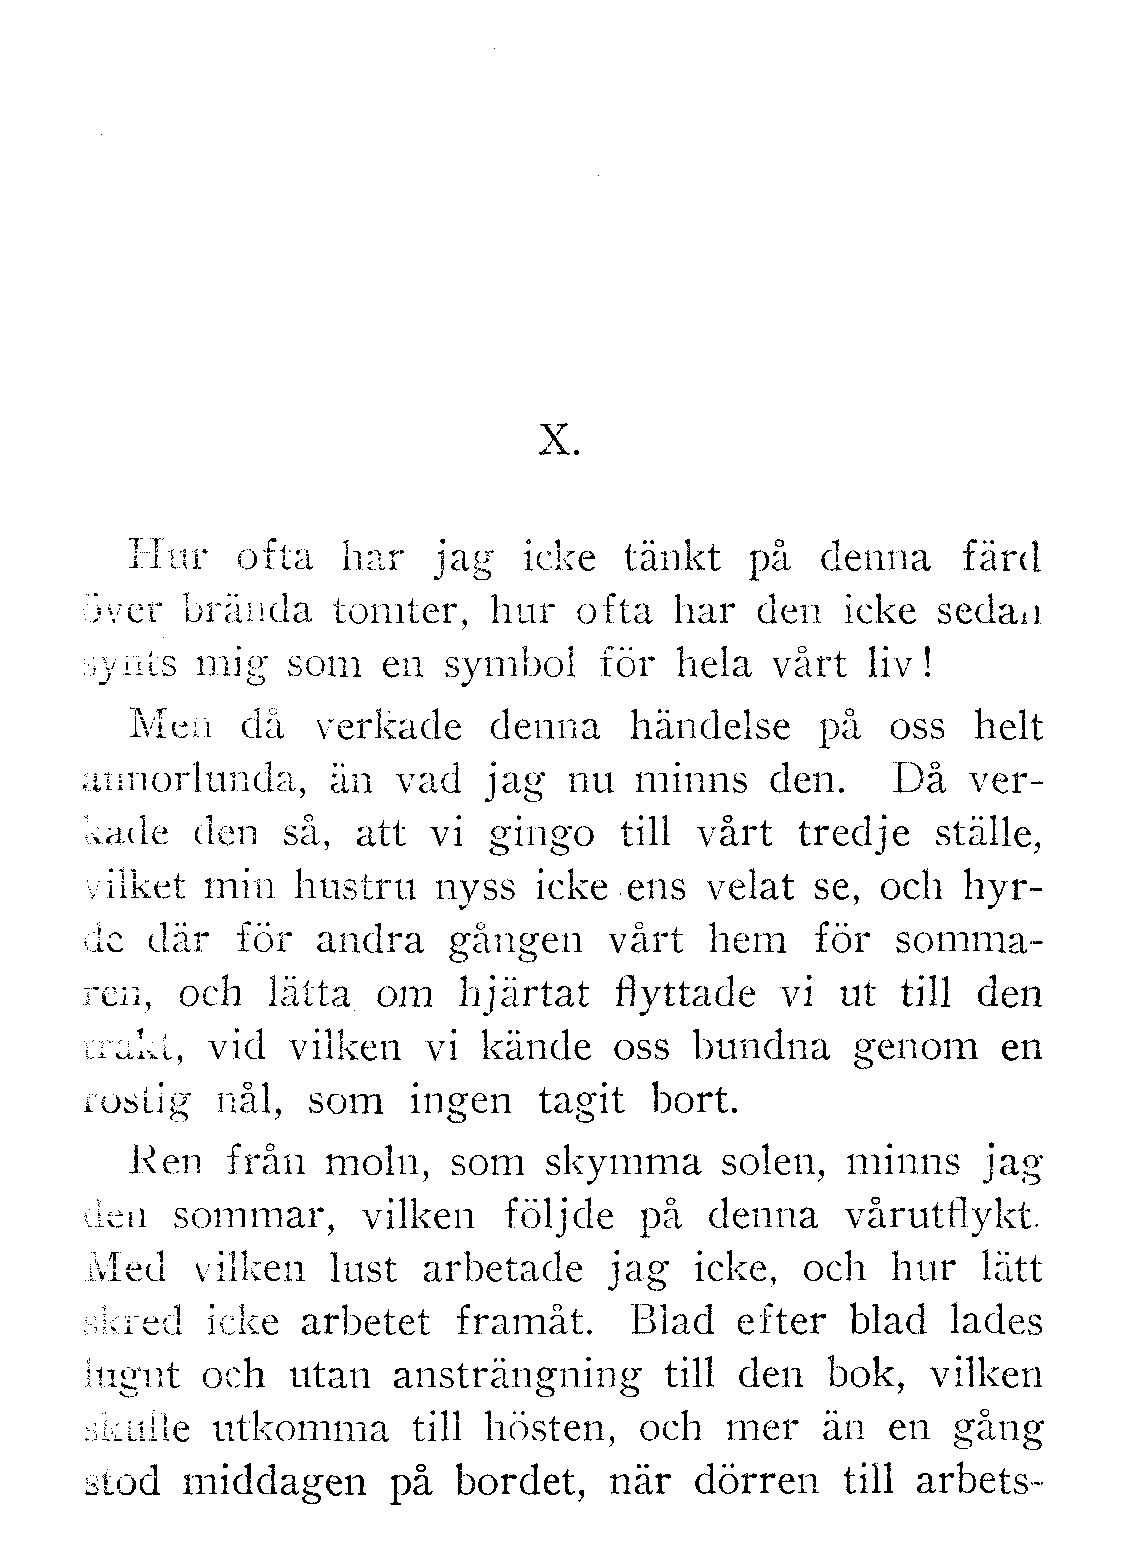 X.
Hur ofta har jag icke tänkt på denna färd
över brända tomter, hur ofta har den icke sedan
synts mig som en symbol för hela vårt liv!
Men då verkade denna händelse på oss helt
annorlunda, än vad jag nu minns den. Då ver-
kade den så, att vi gingo till vårt tredje ställe,
vilket min hustru nyss icke ens velat se, och hyr-
de där för andra gången vårt hem för somma-
ren, och lätta om hjärtat flyttade vi ut till den
trakt, vid vilken vi kände oss bundna genom en
rostig nål, som ingen tagit bort.
Ren från moln, som skymma solen, minns jag
den sommar, vilken följde på denna vårutflykt.
Med vilken lust arbetade jag icke, och hur lätt
skred icke arbetet framåt. Blad efter blad lades
lugnt och utan ansträngning till den bok, vilken
skulle utkomma till hösten, och mer än en gång
stod middagen på bordet, när dörren till arbets-